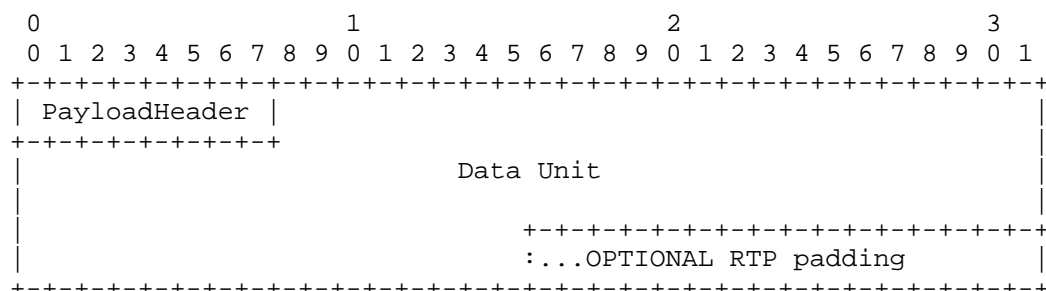 0                   1                   2                   3
 0 1 2 3 4 5 6 7 8 9 0 1 2 3 4 5 6 7 8 9 0 1 2 3 4 5 6 7 8 9 0 1
+-+-+-+-+-+-+-+-+-+-+-+-+-+-+-+-+-+-+-+-+-+-+-+-+-+-+-+-+-+-+-+-+
| PayloadHeader |                                               |
+-+-+-+-+-+-+-+-+                                               |
|                           Data Unit                           |
|                                                               |
|                               +-+-+-+-+-+-+-+-+-+-+-+-+-+-+-+-+
|                               :...OPTIONAL RTP padding        |
+-+-+-+-+-+-+-+-+-+-+-+-+-+-+-+-+-+-+-+-+-+-+-+-+-+-+-+-+-+-+-+-+